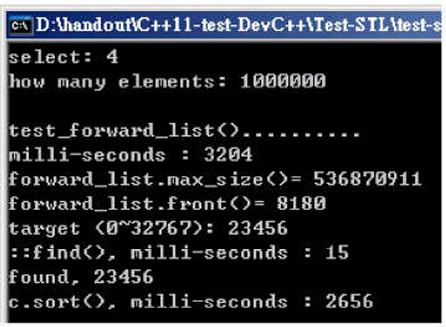 D:\handout\C++11-test-DevC++\Test-STL\test-s
select: 4
how many elements: 1000000
test_forward_list()..........
milli-seconds : 3204
forward_list.max_size()= 536870911
forward_list.front()= 8180
target (0~32767): 23456
::find(), milli-seconds : 15
found, 23456
c.sort(), milli-seconds : 2656